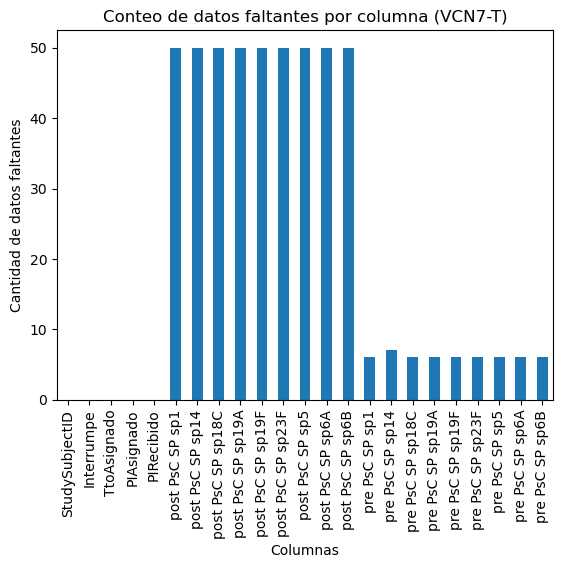 Conteo de datos faltantes por columna (VCN7-T)
Cantidad de datos faltantes
50
40
30
20
10
0
StudySubjectID
Interrumpe
TtoAsignado
PIAsignado
PIRecibido
post PsC SP sp1
post PsC SP sp14
post PsC SP sp18C
post PsC SP sp19A
post PsC SP sp19F
post PsC SP sp23F
post PsC SP sp5
post PsC SP sp6A
post PsC SP sp6B
pre PsC SP sp1
pre PsC SP sp14
pre PsC SP sp18C
pre PsC SP sp19A
pre PsC SP sp19F
pre PsC SP sp23F
pre PsC SP sp5
pre PsC SP sp6A
pre PsC SP sp6B
Columnas